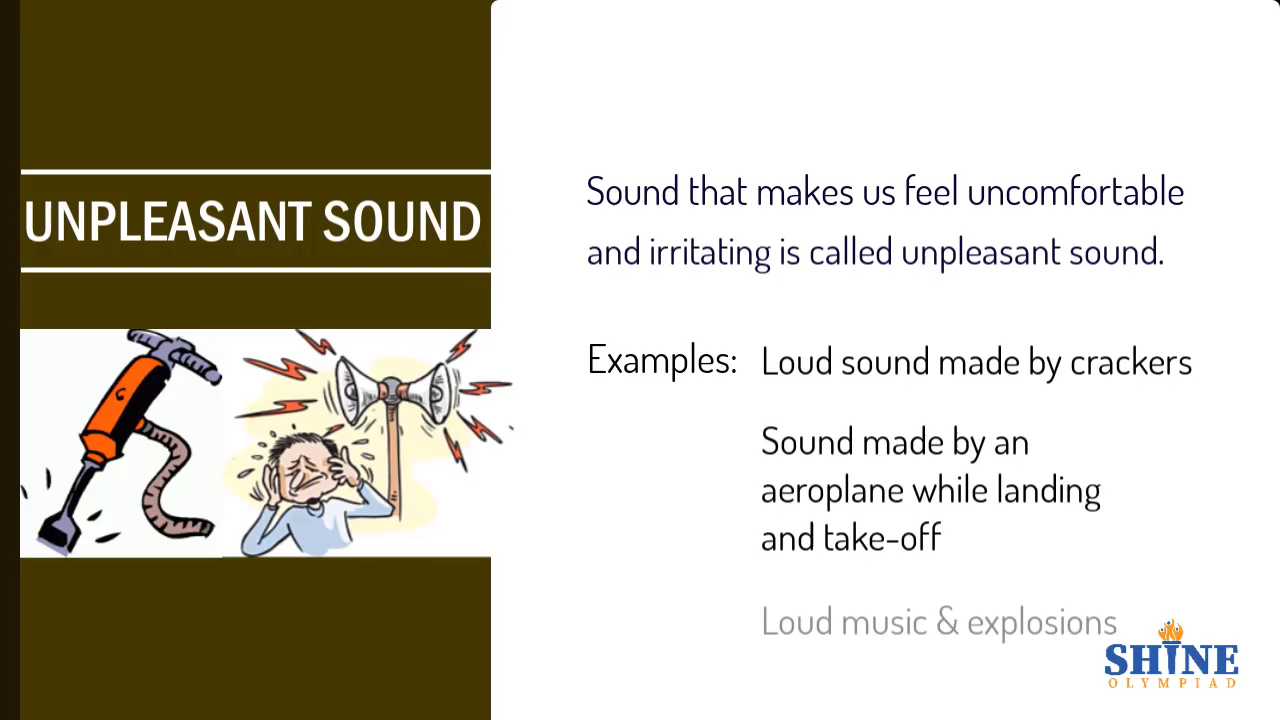 UNPLEASANT SOUND
Sound that makes us feel uncomfortable
and irritating is called unpleasant sound.
Examples: Loud sound made by crackers
Sound made by an
aeroplane while landing
and take-off
Loud music & explosions
SHINE
OLYMPIAD